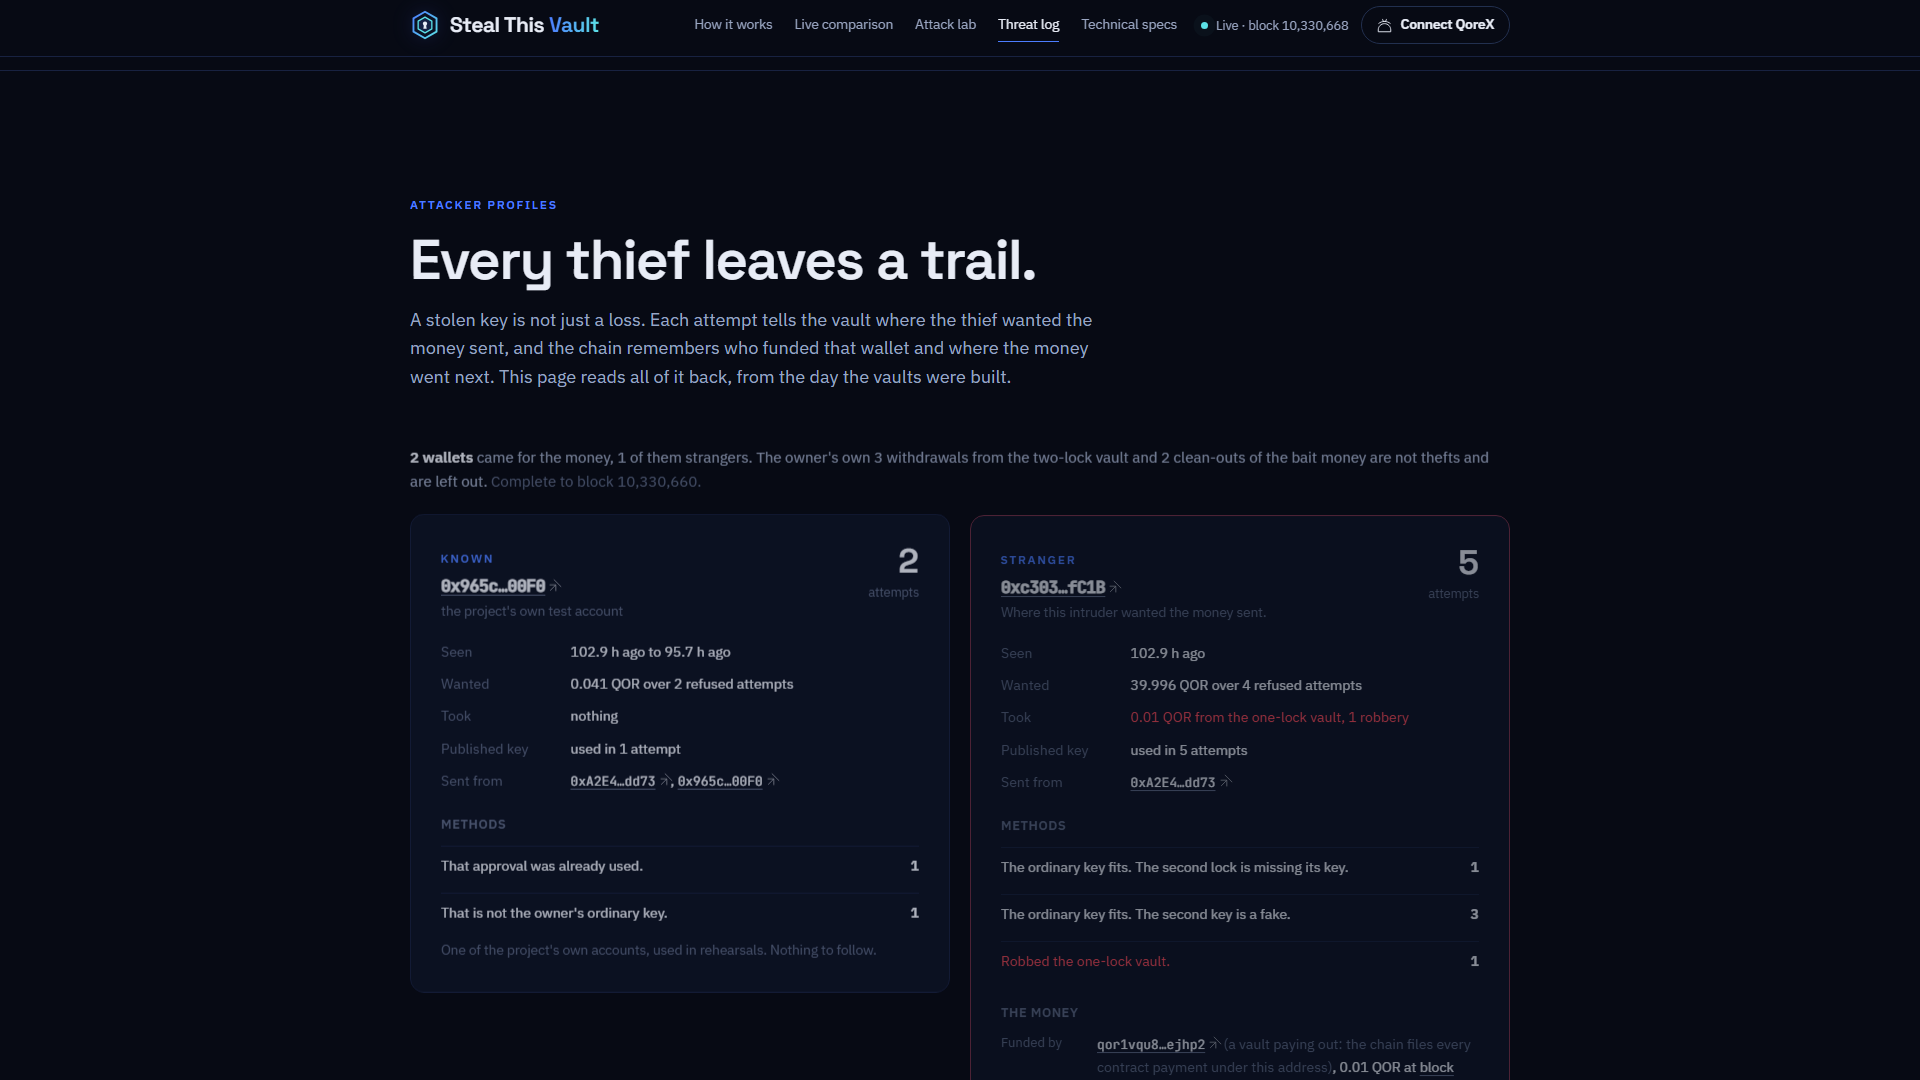 Steal This Vault
How it works
Live comparison
Attack lab
Threat log
Technical specs
Live · block 10,330,668
Connect QoreX
ATTACKER PROFILES
Every thief leaves a trail.
A stolen key is not just a loss. Each attempt tells the vault where the thief wanted the
money sent, and the chain remembers who funded that wallet and where the money
went next. This page reads all of it back, from the day the vaults were built.
2 wallets came for the money, 1 of them strangers. The owner's own 3 withdrawals from the two-lock vault and 2 clean-outs of the bait money are not thefts and
are left out. Complete to block 10,330,660.
KNOWN
0x965c…00F0
the project's own test account
2
attempts
Seen 102.9 h ago to 95.7 h ago
Wanted 0.041 QOR over 2 refused attempts
Took nothing
Published key used in 1 attempt
Sent from 0xA2E4…dd73, 0x965c…00F0
METHODS
That approval was already used. 1
That is not the owner's ordinary key. 1
One of the project's own accounts, used in rehearsals. Nothing to follow.
STRANGER
0xc303…fC1B
Where this intruder wanted the money sent.
5
attempts
Seen 102.9 h ago
Wanted 39.996 QOR over 4 refused attempts
Took 0.01 QOR from the one-lock vault, 1 robbery
Published key used in 5 attempts
Sent from 0xA2E4…dd73
METHODS
The ordinary key fits. The second lock is missing its key. 1
The ordinary key fits. The second key is a fake. 3
Robbed the one-lock vault. 1
THE MONEY
Funded by qor1vqu8…ejhp2 (a vault paying out: the chain files every
contract payment under this address), 0.01 QOR at block